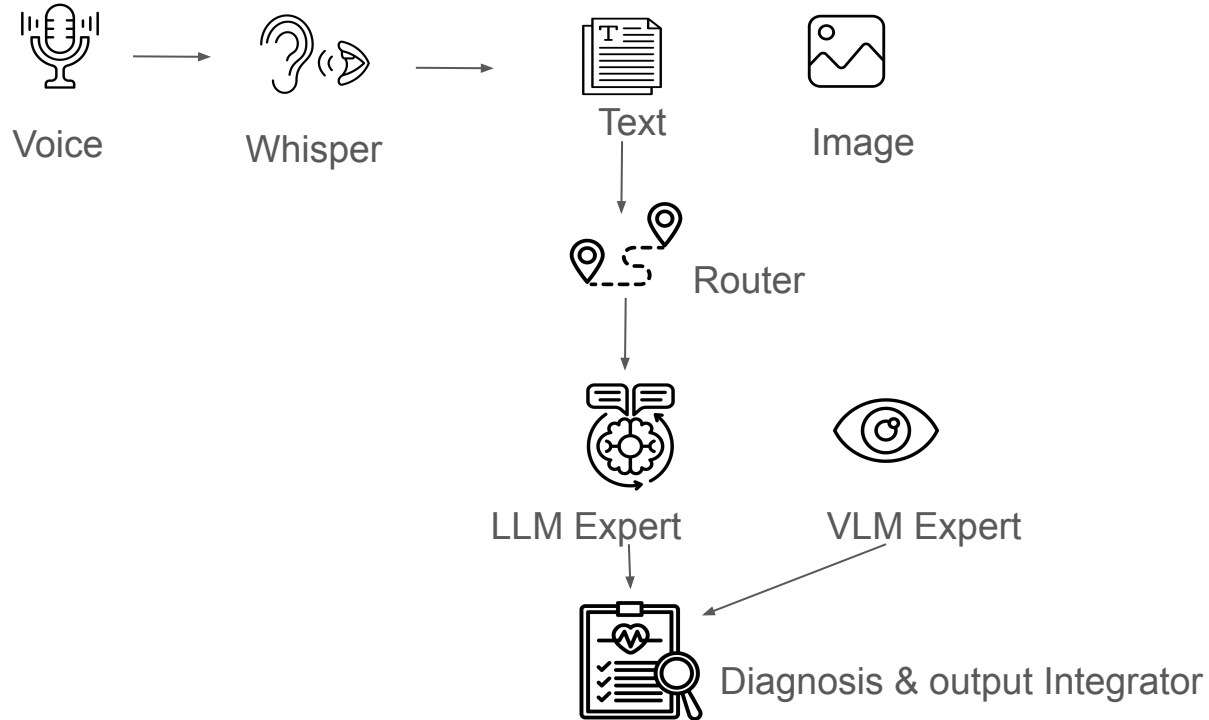 Voice
Whisper
T
Text
Image
Router
LLM Expert
VLM Expert
Diagnosis & output Integrator